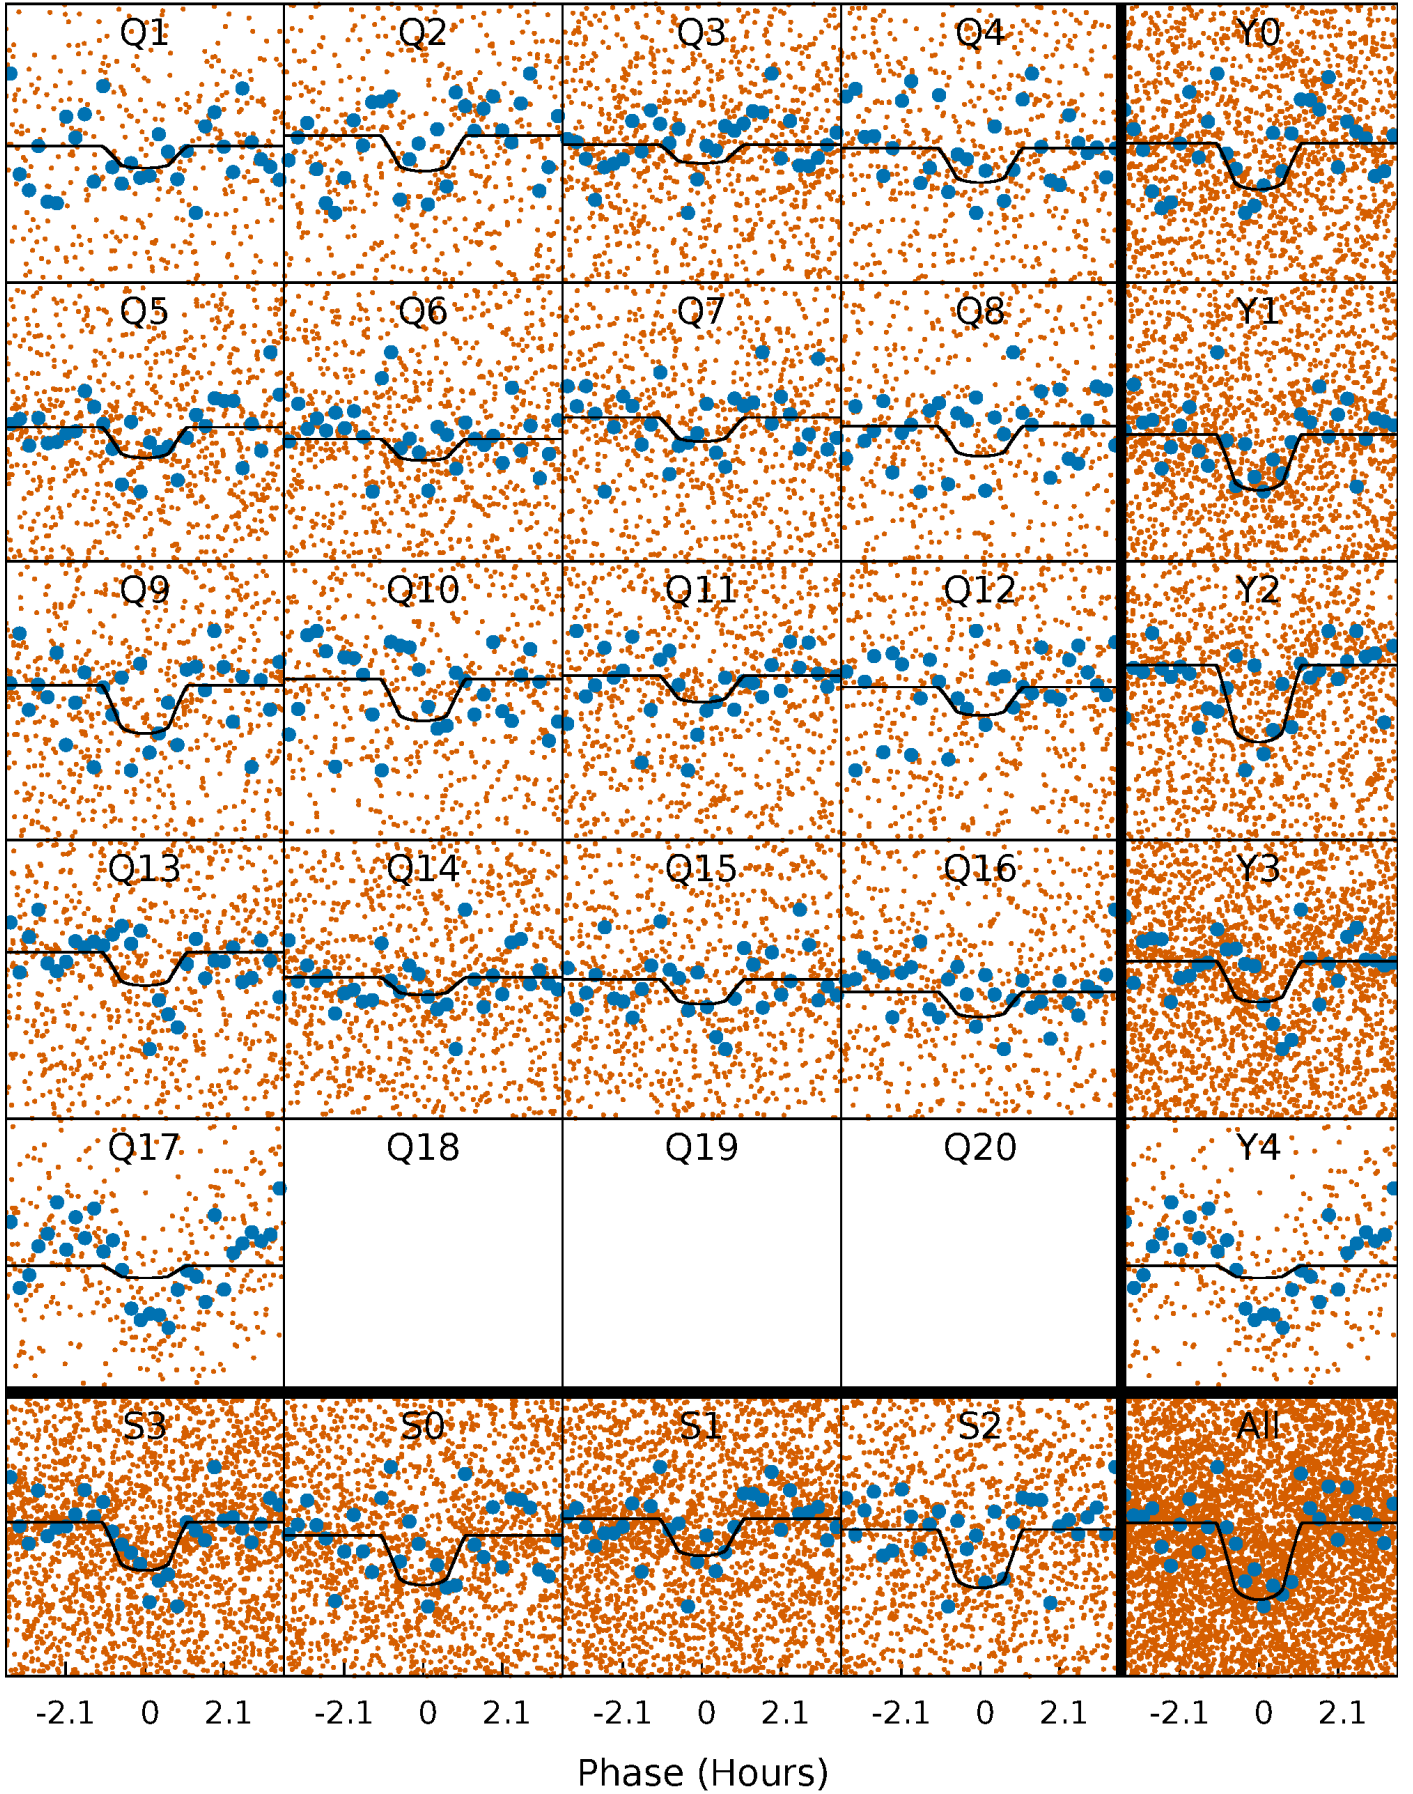 Q1 Q2 Q3 Q4 Y0
Q5 Q6 Q7 Q8 Y1
Q9 Q10 Q11 Q12 Y2
Q13 Q14 Q15 Q16 Y3
Q17 Q18 Q19 Q20 Y4
S3 S0 S1 S2 All
-2.1 0 2.1 -2.1 0 2.1 -2.1 0 2.1 -2.1 0 2.1 -2.1 0 2.1
Phase (Hours)